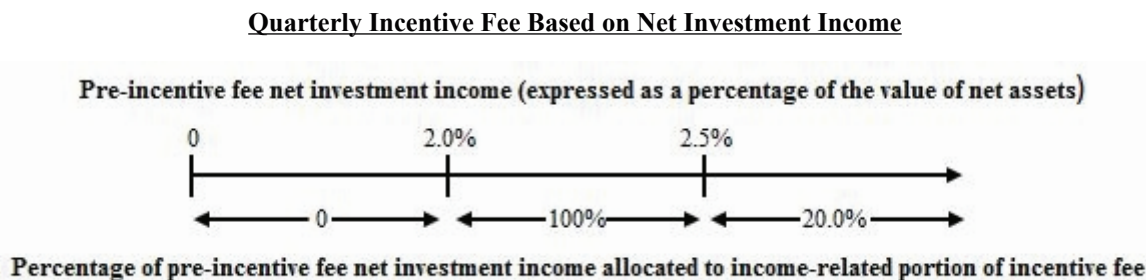 Quarterly Incentive Fee Based on Net Investment Income
Pre-incentive fee net investment income (expressed as a percentage of the value of net assets)
0 2.0% 2.5%
0 100% 20.0%
Percentage of pre-incentive fee net investment income allocated to income-related portion of incentive fee